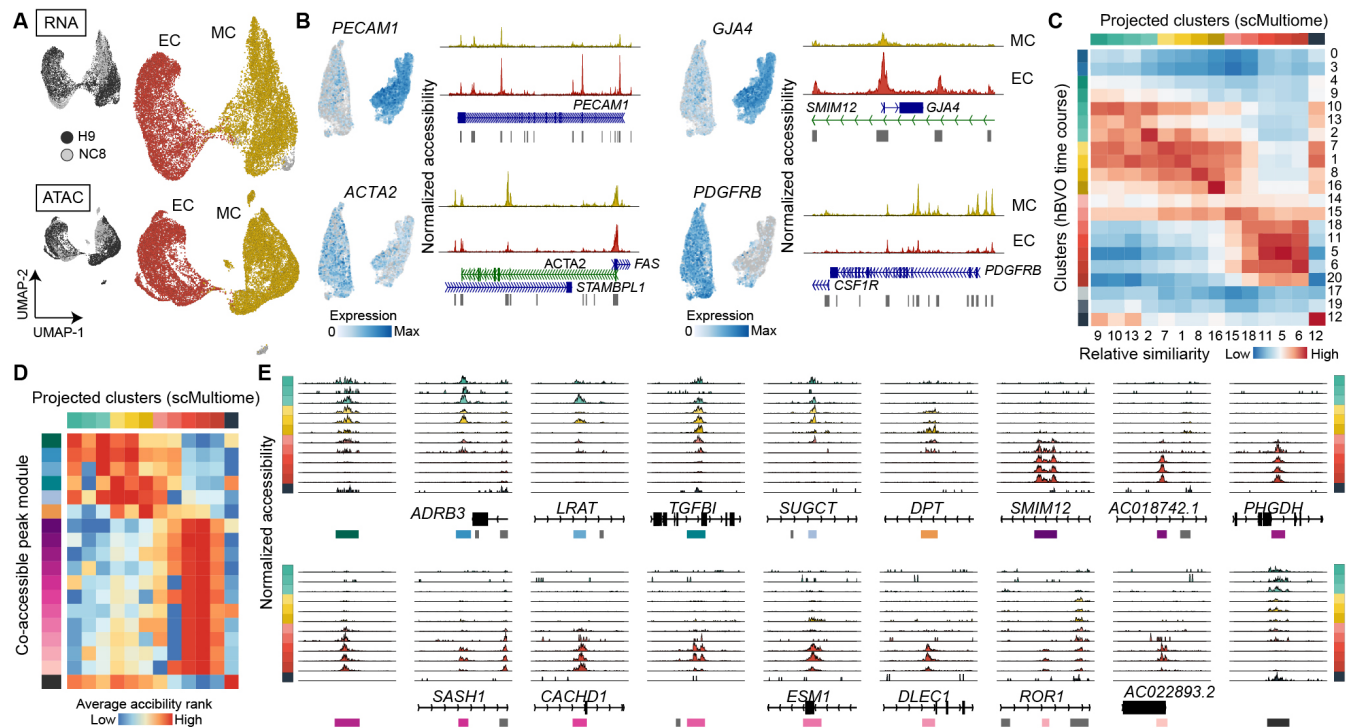 A
RNA
EC
MC
H9
NC8
ATAC
EC
MC
UMAP-2
UMAP-1
B
PECAM1
Normalized accessibility
PECAM1
GJA4
MC
EC
SMIM12
GJA4
ACTA2
Normalized accessibility
ACTA2
FAS
STAMBPL1
Expression
0 Max
PDGFRB
MC
EC
PDGFRB
CSF1R
Expression
0 Max
C
Projected clusters (scMultiome)
Clusters (hBVO time course)
0
3
4
9
10
13
2
7
1
8
16
14
15
18
11
5
6
20
17
19
12
9 10 13 2 7 1 8 16 15 18 11 5 6 12
Relative similiarity Low High
D
Projected clusters (scMultiome)
Co-accessible peak module
Average accibility rank
Low High
E
Normalized accessibility
ADRB3 LRAT TGFBI SUGCT DPT SMIM12 AC018742.1 PHGDH
SASH1 CACHD1 ESM1 DLEC1 ROR1 AC022893.2